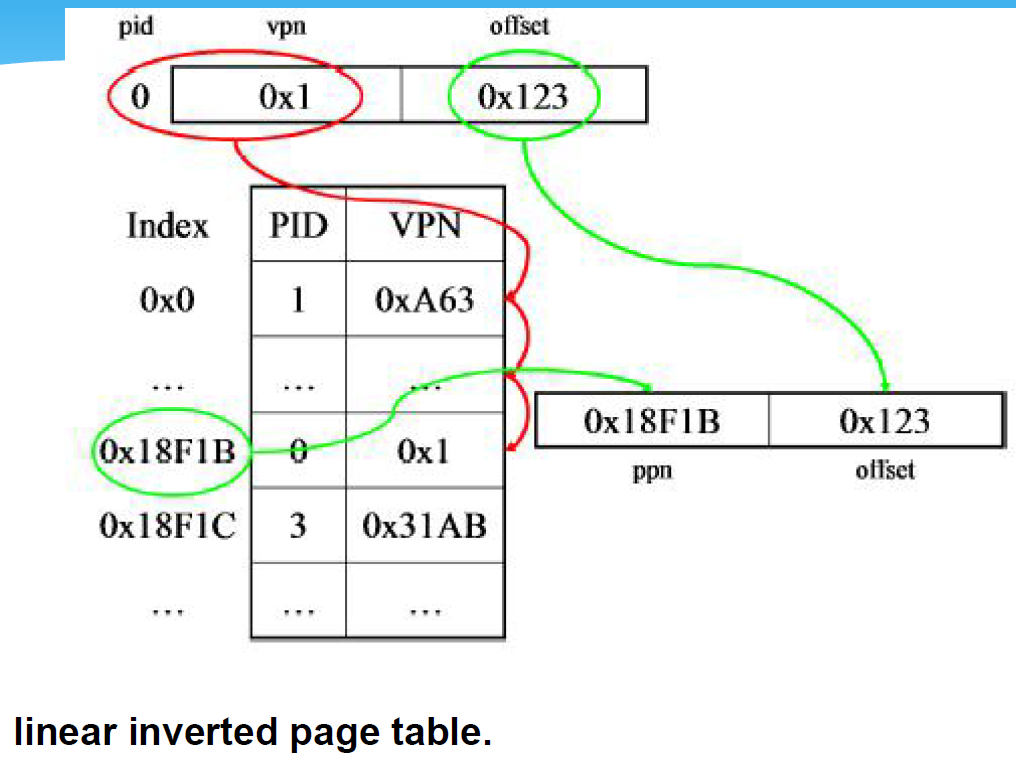 pid vpn offset
0 0x1 0x123
Index PID VPN
0x0 1 0xA63
... ... ...
0x18F1B 0 0x1
0x18F1B 0x123
ppn offset
0x18F1C 3 0x31AB
... ... ...
linear inverted page table.